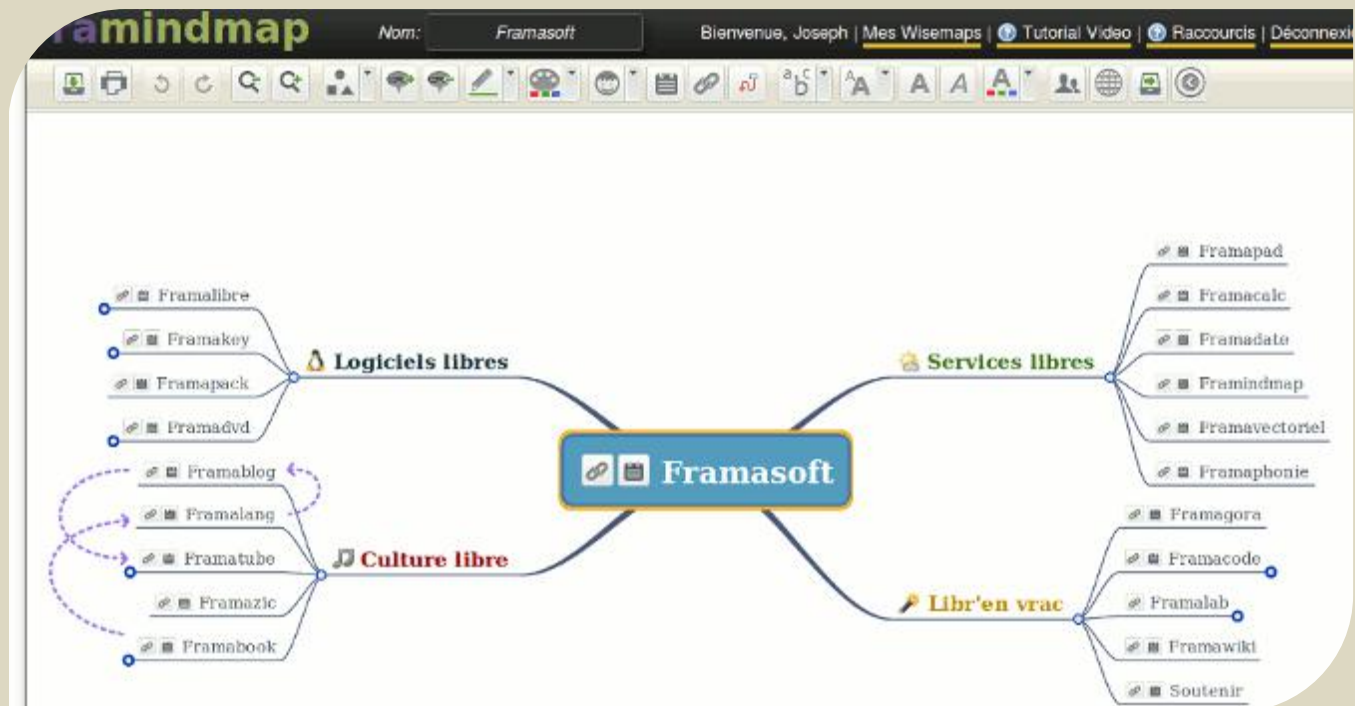 amindmap Nom: Framasoft Bienvenue, Joseph | Mes Wisemaps | Tutorial Video | Raccourcis | Déconnexi
Framalibre
Framakey
Framapack
Framadvd
Logiciels libres
Framablog
Framalang
Framatube
Framazic
Framabook
Culture libre
Framasoft
Services libres
Framapad
Framacalc
Framadate
Framindmap
Framavectoriel
Framaphonie
Libr'en vrac
Framagora
Framacode
Framalab
Framawiki
Soutenir